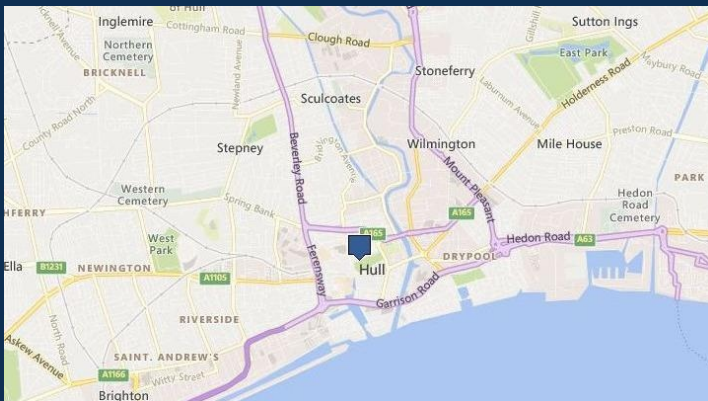 of Hull
Inglemire
Cottingham Road
Sutton Ings
Northern
Cemetery
Clough Road
East Park
BRICKNELL
Newland Avenue
Stoneferry
Maybury Road
Holderness Road
Sculcoates
Laburnum Avenue
County Road North
Stepney
Beverley Road
Wilmington
Mile House
Preston Road
Mount Pleasant
Western
Cemetery
Spring Bank
PARK
Hedon
Road
Cemetery
HFERRY
A165
A165
West
Park
Ferensway
Hedon Road
A63
DRYPOOL
Ella
B1231
NEWINGTON
A1105
Hull
Garrison Road
RIVERSIDE
North Road
Askew Avenue
SAINT. ANDREW'S
A1166
Witty Street
Brighton